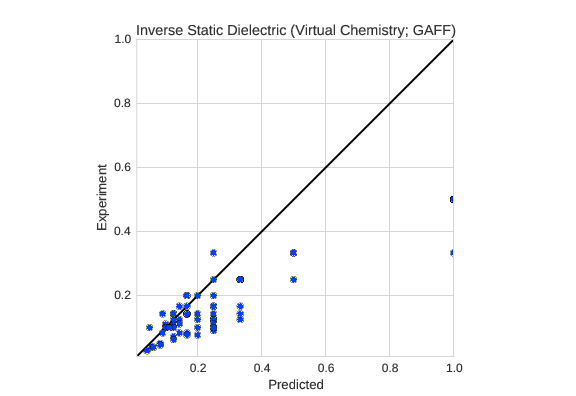 Inverse Static Dielectric (Virtual Chemistry; GAFF)
1.0
0.8
0.6
0.4
0.2
Experiment
0.2 0.4 0.6 0.8 1.0
Predicted